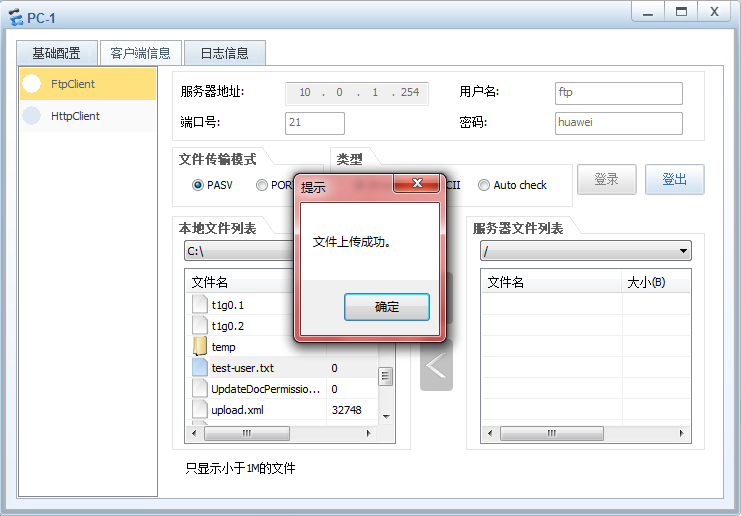 PC-1
基础配置 客户端信息 日志信息
FtpClient
HttpClient
服务器地址: 10 . 0 . 1 . 254 用户名: ftp
端口号: 21 密码: huawei
文件传输模式 类型
PASV POR CII Auto check 登录 登出
提示
文件上传成功。
确定
本地文件列表 服务器文件列表
C:\ /
文件名 文件名 大小(B)
t1g0.1
t1g0.2
temp
test-user.txt 0
UpdateDocPermissio... 0
upload.xml 32748
只显示小于1M的文件